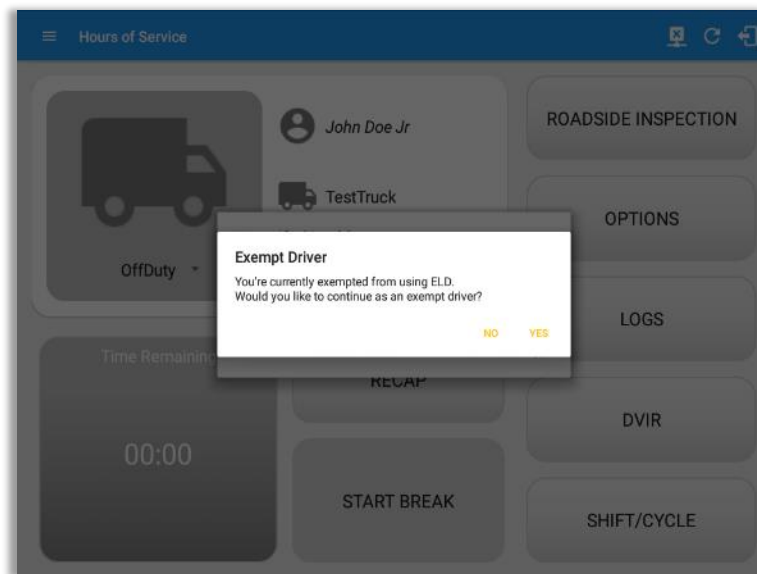 Hours of Service
John Doe Jr
TestTruck
OffDuty
ROADSIDE INSPECTION
OPTIONS
LOGS
DVIR
SHIFT/CYCLE
Exempt Driver
You're currently exempted from using ELD.
Would you like to continue as an exempt driver?
NO YES
Time Remaining
00:00
RECAP
START BREAK